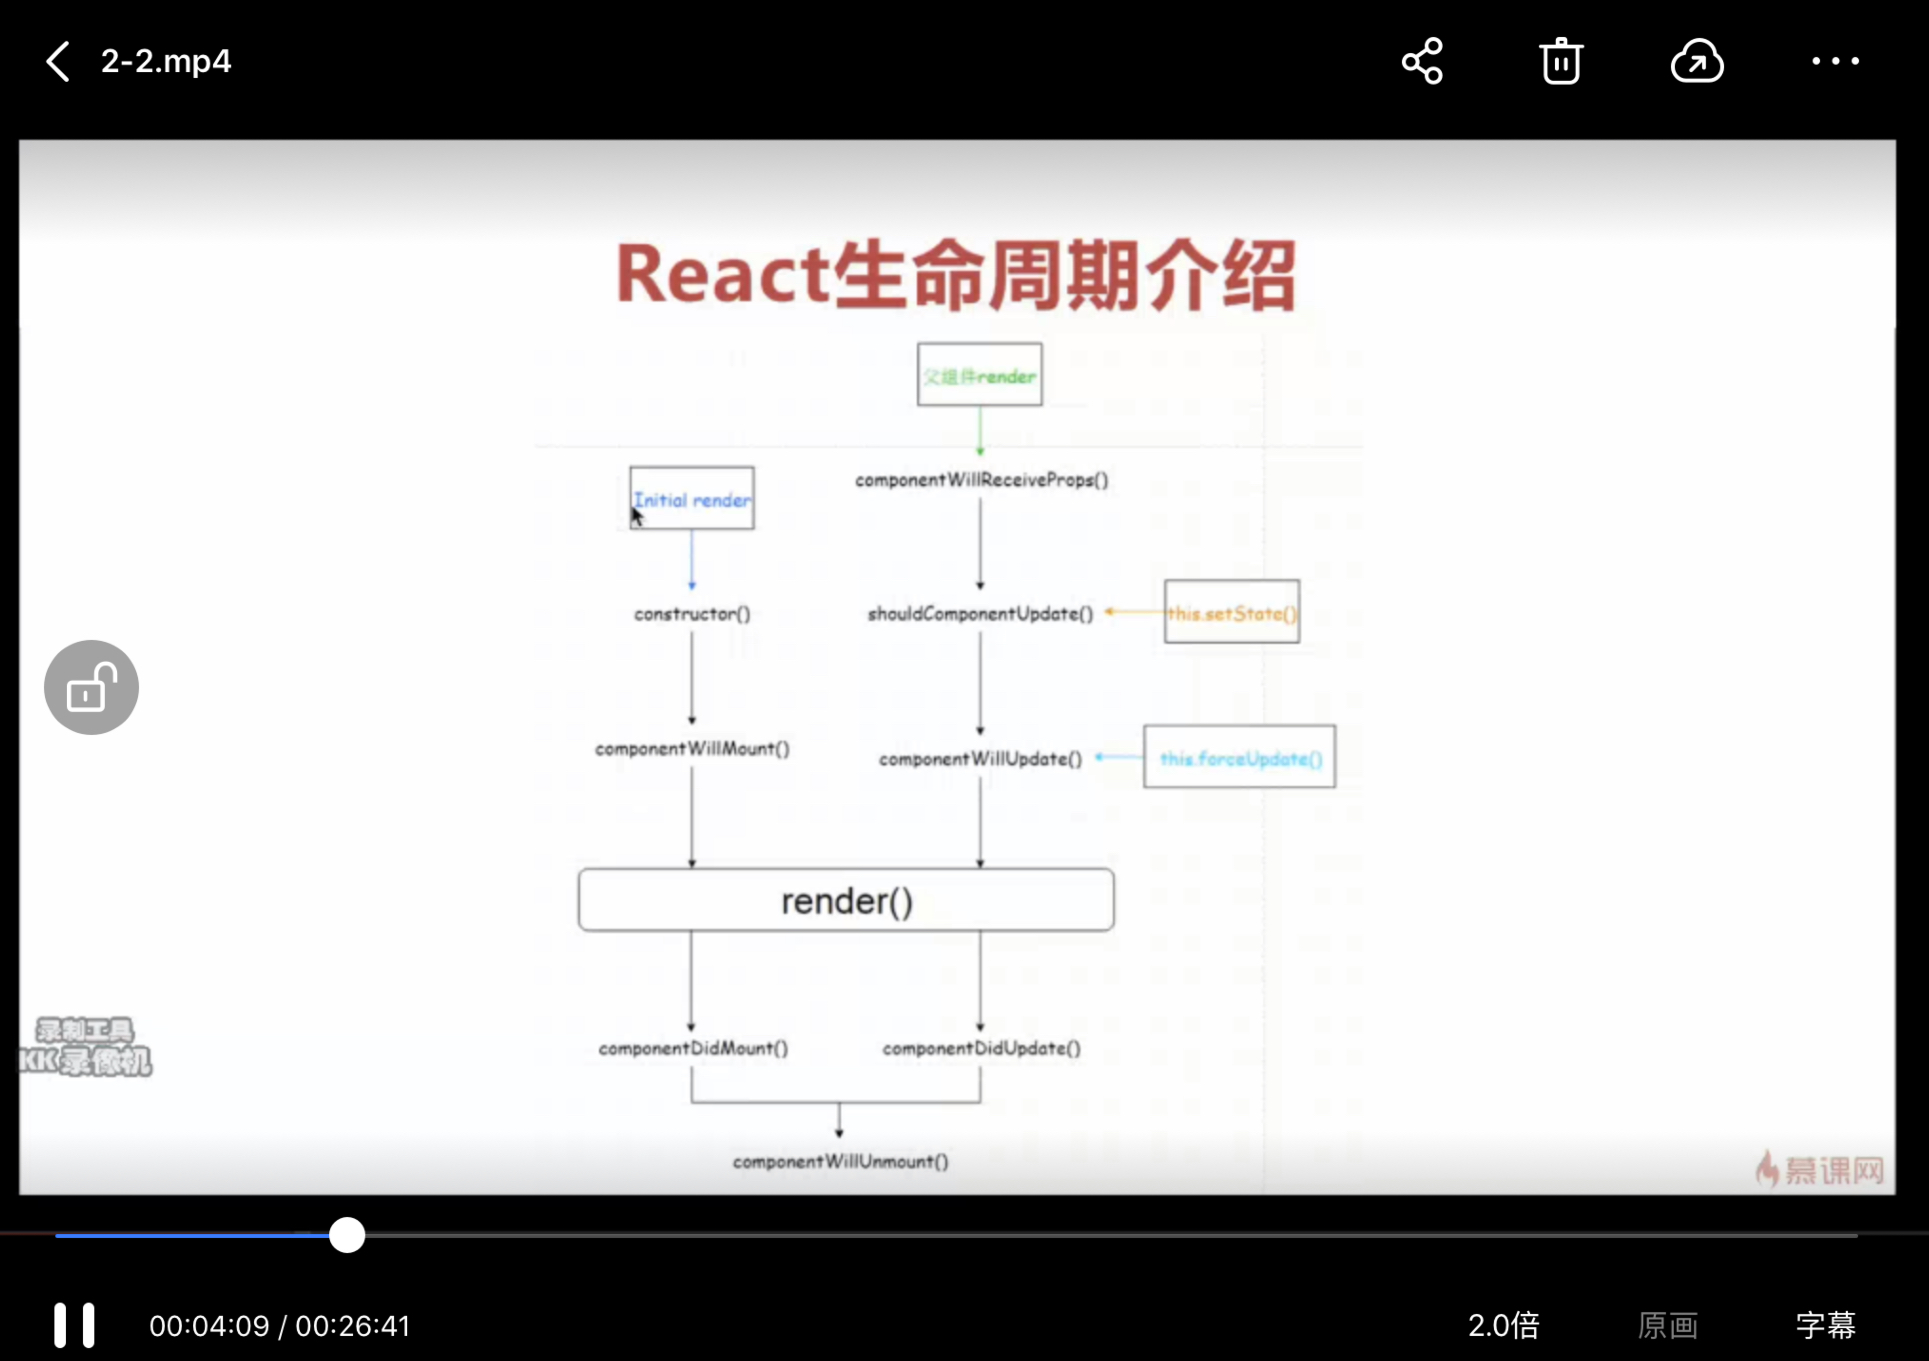 2-2.mp4
React生命周期介绍
父组件render
Initial render
componentWillReceiveProps()
constructor()
shouldComponentUpdate()
this.setState()
componentWillMount()
componentWillUpdate()
this.forceUpdate()
render()
componentDidMount()
componentDidUpdate()
componentWillUnmount()
录制工具
KK录像机
慕课网
00:04:09 / 00:26:41
2.0倍
原画
字幕